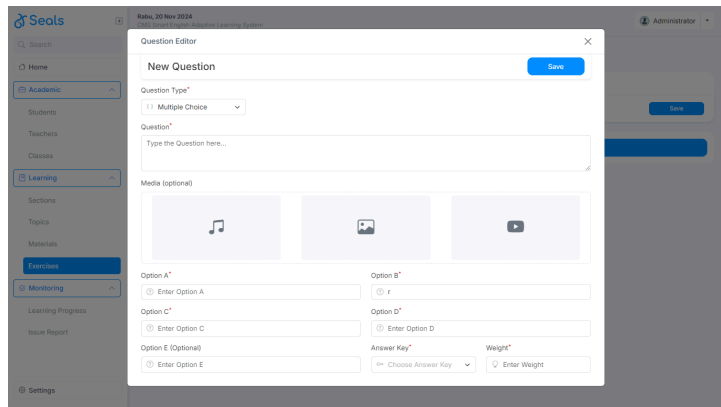 Seals
Rabu, 20 Nov 2024
CMS Smart English Adaptive Learning System
Administrator
Search
Question Editor
Home
New Question
Save
Academic
Question Type*
Multiple Choice
Save
Students
Question*
Teachers
Type the Question here...
Classes
Learning
Media (optional)
Sections
Topics
Materials
Exercises
Option A*
Option B*
Monitoring
Enter Option A
r
Learning Progress
Option C*
Option D*
Issue Report
Enter Option C
Enter Option D
Option E (Optional)
Answer Key*
Weight*
Enter Option E
Choose Answer Key
Enter Weight
Settings